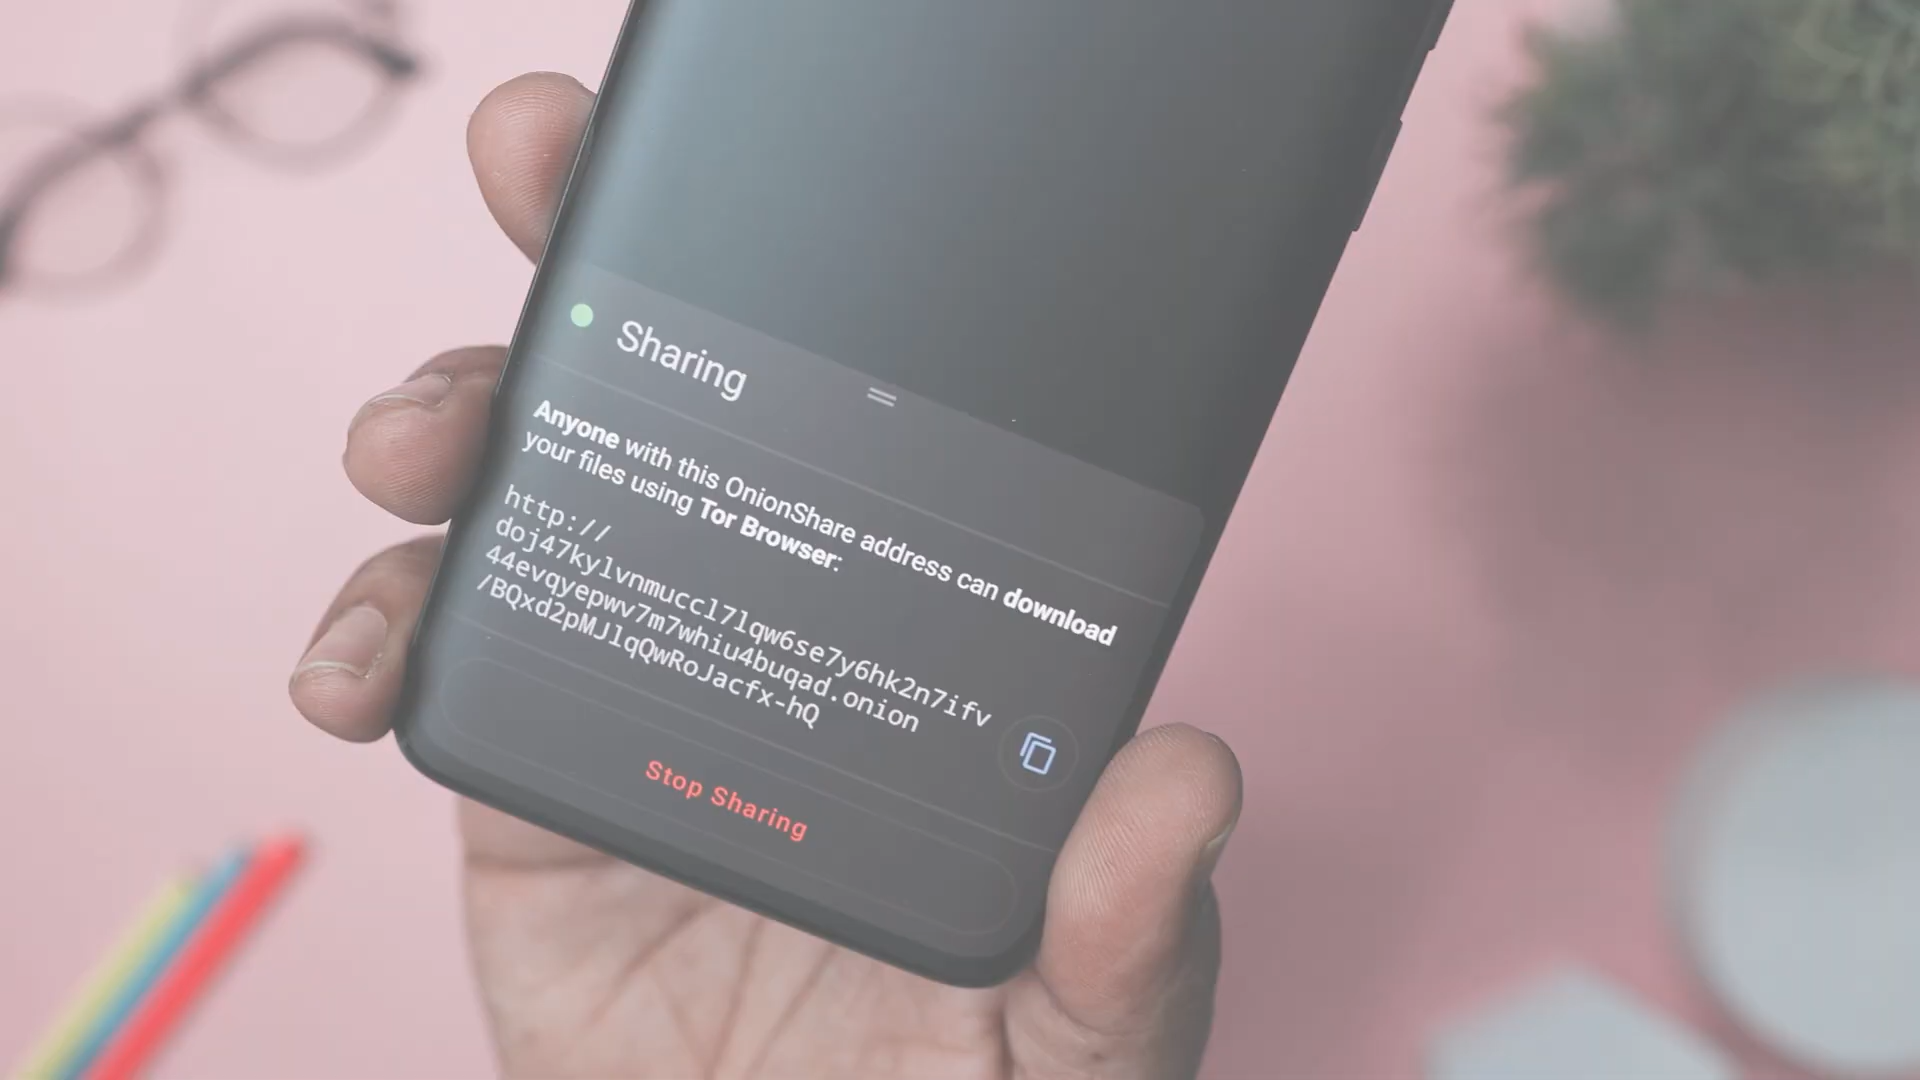 Sharing
Anyone with this OnionShare address can download
your files using Tor Browser:
http://
doj47kylvnmuccl7lqw6se7y6hk2n7ifv
44evqyepwv7m7whiu4buqad.onion
/BQxd2pMJlqQwRoJacfx-hQ
Stop Sharing